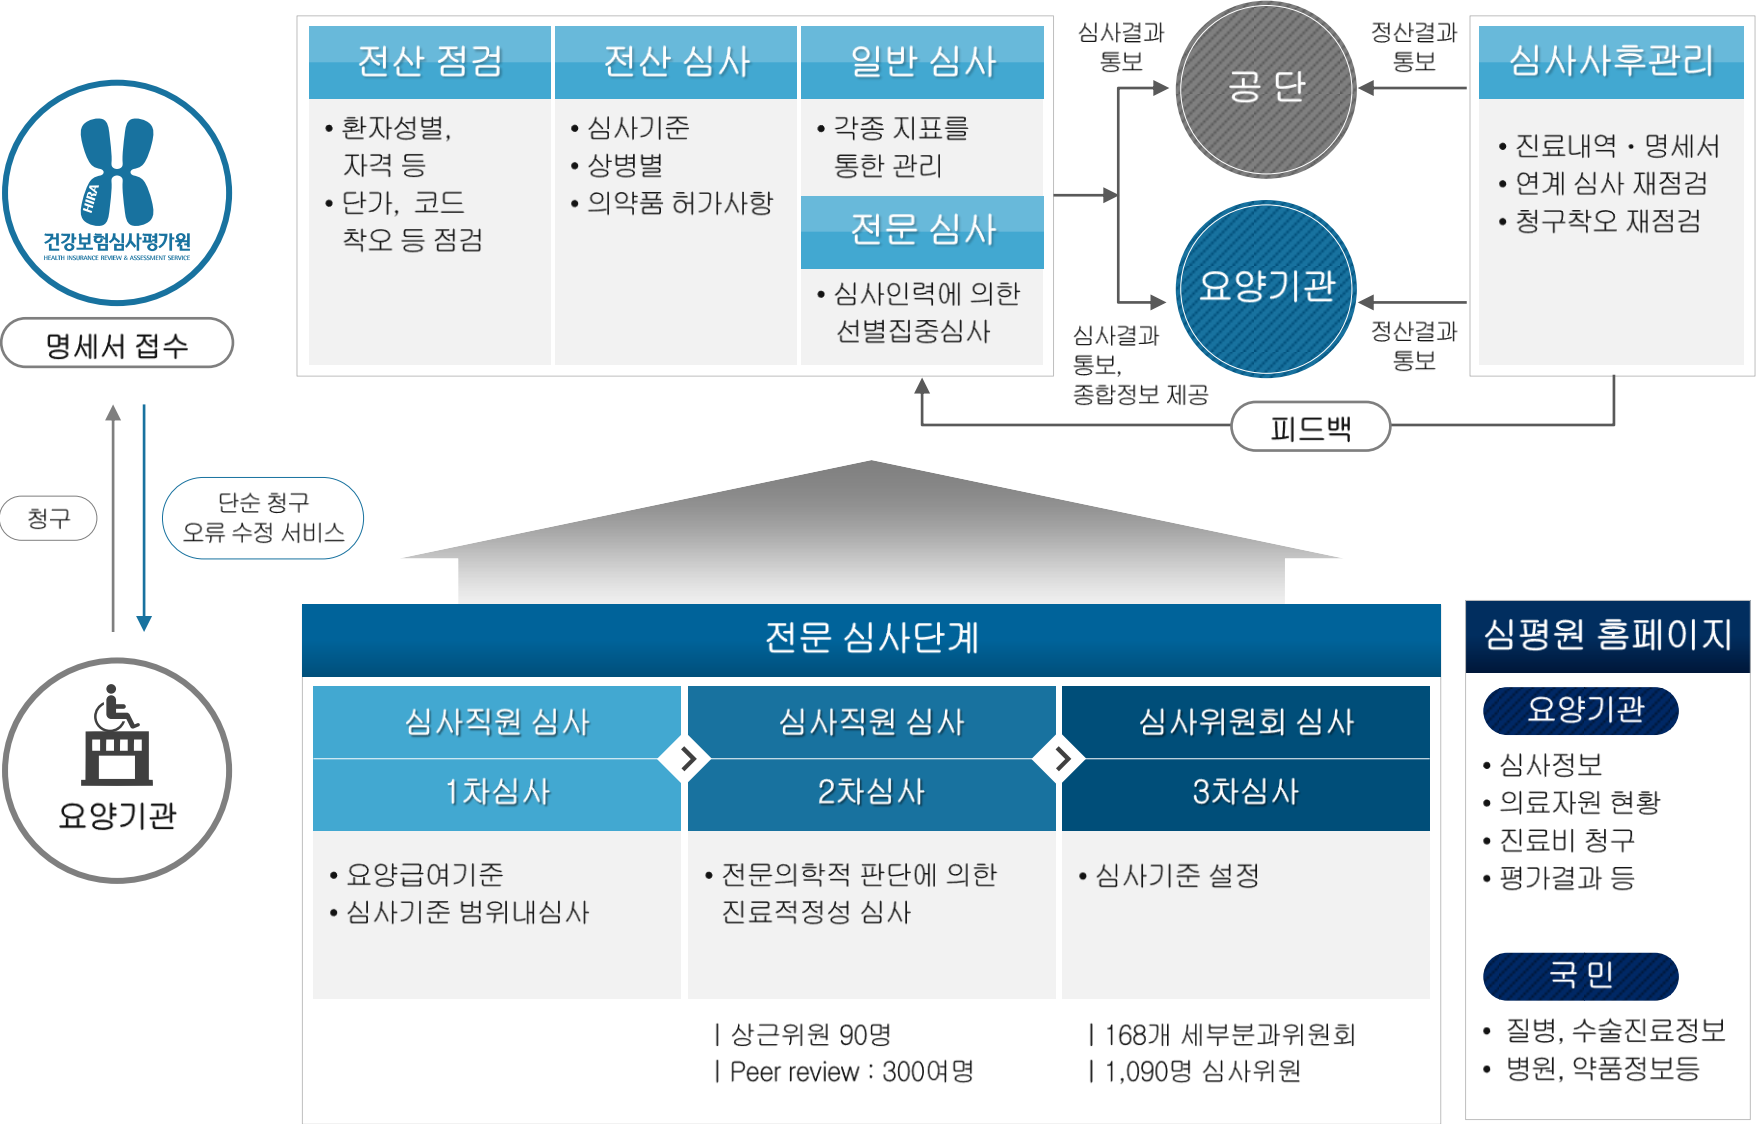 HIRA
건강보험심사평가원
HEALTH INSURANCE REVIEW & ASSESSMENT SERVICE
명세서 접수
청구
단순 청구
오류 수정 서비스
요양기관
전산 점검
• 환자성별,
자격 등
• 단가, 코드
착오 등 점검
전산 심사
• 심사기준
• 상병별
• 의약품 허가사항
일반 심사
• 각종 지표를
통한 관리
전문 심사
• 심사인력에 의한
선별집중심사
심사결과
통보
공 단
정산결과
통보
요양기관
심사결과
통보,
종합정보 제공
정산결과
통보
심사사후관리
• 진료내역・명세서
• 연계 심사 재점검
• 청구착오 재점검
피드백
전문 심사단계
심사직원 심사
1차심사
• 요양급여기준
• 심사기준 범위내심사
심사직원 심사
2차심사
• 전문의학적 판단에 의한
진료적정성 심사
| 상근위원 90명
| Peer review : 300여명
심사위원회 심사
3차심사
• 심사기준 설정
| 168개 세부분과위원회
| 1,090명 심사위원
심평원 홈페이지
요양기관
• 심사정보
• 의료자원 현황
• 진료비 청구
• 평가결과 등
국 민
• 질병, 수술진료정보
• 병원, 약품정보등